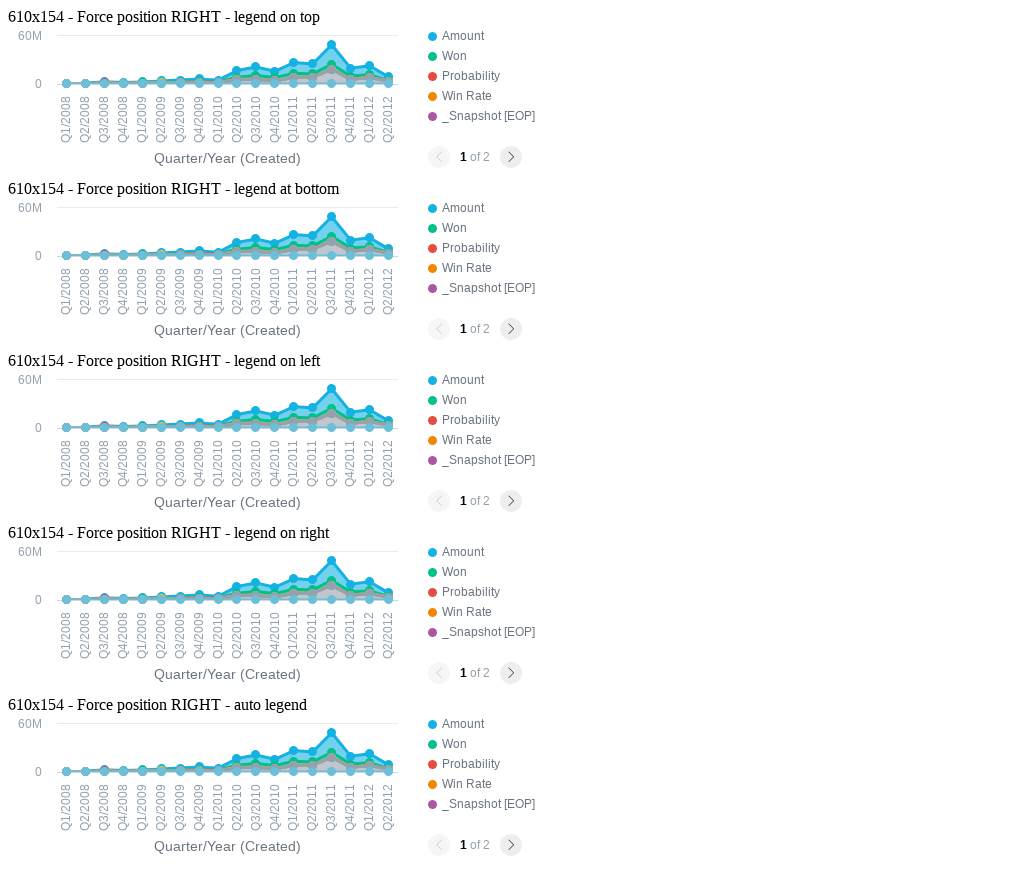 610x154 - Force position RIGHT - legend on top
60M
0
Q1/2008
Q2/2008
Q3/2008
Q4/2008
Q1/2009
Q2/2009
Q3/2009
Q4/2009
Q1/2010
Q2/2010
Q3/2010
Q4/2010
Q1/2011
Q2/2011
Q3/2011
Q4/2011
Q1/2012
Q2/2012
Quarter/Year (Created)
Amount
Won
Probability
Win Rate
_Snapshot [EOP]
1 of 2
610x154 - Force position RIGHT - legend at bottom
60M
0
Q1/2008
Q2/2008
Q3/2008
Q4/2008
Q1/2009
Q2/2009
Q3/2009
Q4/2009
Q1/2010
Q2/2010
Q3/2010
Q4/2010
Q1/2011
Q2/2011
Q3/2011
Q4/2011
Q1/2012
Q2/2012
Quarter/Year (Created)
Amount
Won
Probability
Win Rate
_Snapshot [EOP]
1 of 2
610x154 - Force position RIGHT - legend on left
60M
0
Q1/2008
Q2/2008
Q3/2008
Q4/2008
Q1/2009
Q2/2009
Q3/2009
Q4/2009
Q1/2010
Q2/2010
Q3/2010
Q4/2010
Q1/2011
Q2/2011
Q3/2011
Q4/2011
Q1/2012
Q2/2012
Quarter/Year (Created)
Amount
Won
Probability
Win Rate
_Snapshot [EOP]
1 of 2
610x154 - Force position RIGHT - legend on right
60M
0
Q1/2008
Q2/2008
Q3/2008
Q4/2008
Q1/2009
Q2/2009
Q3/2009
Q4/2009
Q1/2010
Q2/2010
Q3/2010
Q4/2010
Q1/2011
Q2/2011
Q3/2011
Q4/2011
Q1/2012
Q2/2012
Quarter/Year (Created)
Amount
Won
Probability
Win Rate
_Snapshot [EOP]
1 of 2
610x154 - Force position RIGHT - auto legend
60M
0
Q1/2008
Q2/2008
Q3/2008
Q4/2008
Q1/2009
Q2/2009
Q3/2009
Q4/2009
Q1/2010
Q2/2010
Q3/2010
Q4/2010
Q1/2011
Q2/2011
Q3/2011
Q4/2011
Q1/2012
Q2/2012
Quarter/Year (Created)
Amount
Won
Probability
Win Rate
_Snapshot [EOP]
1 of 2